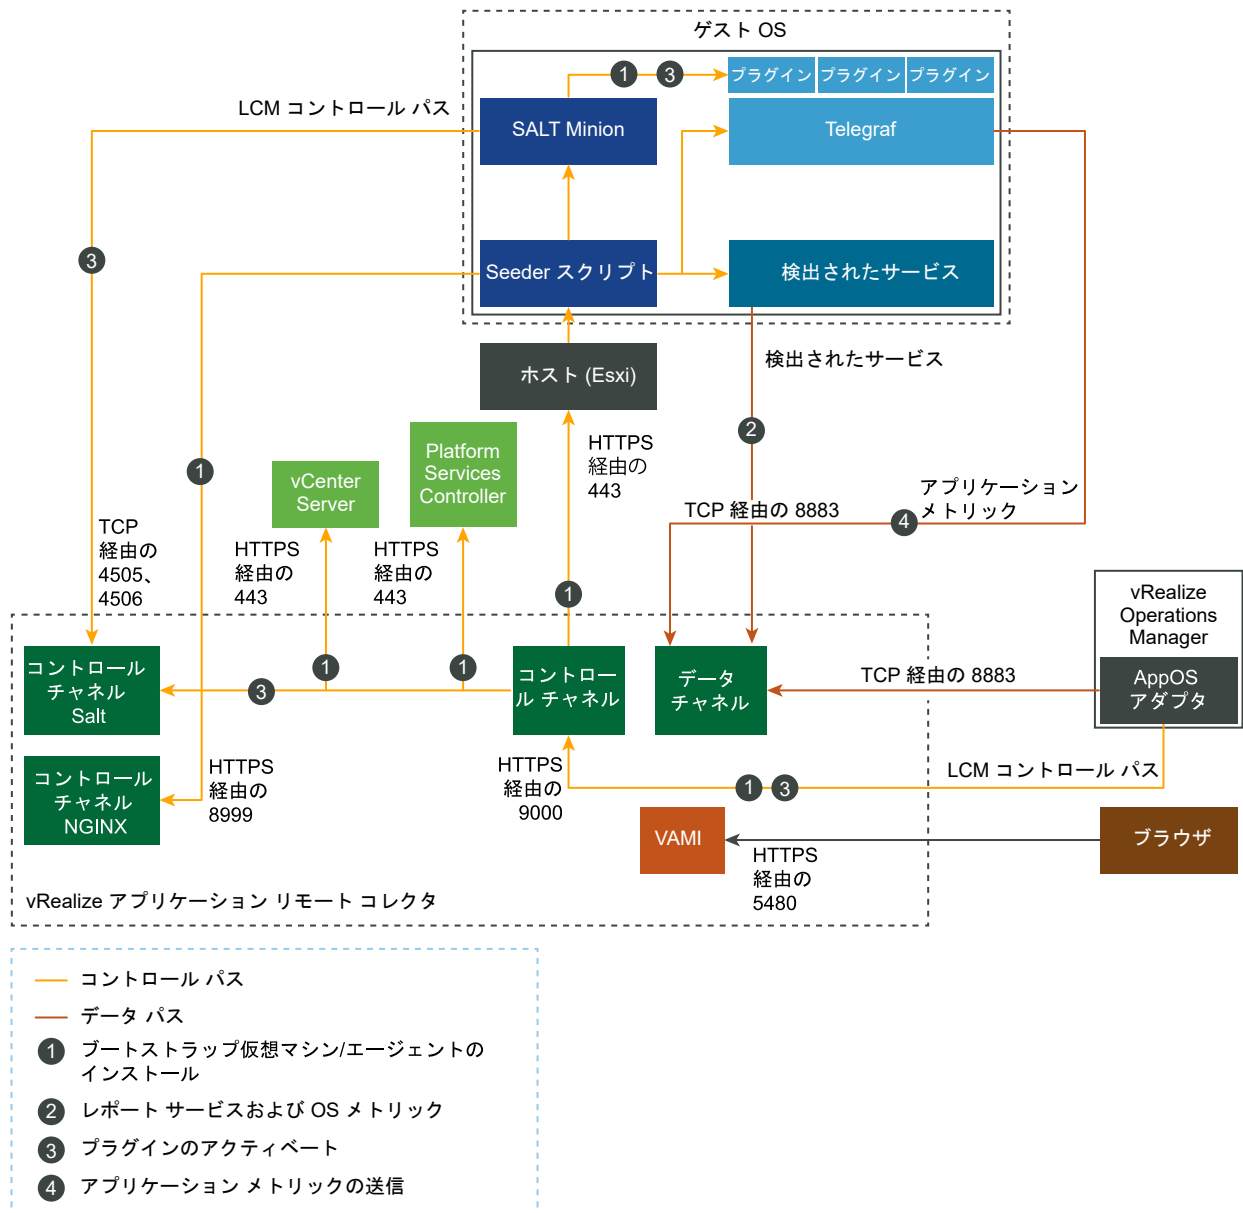 ゲスト OS
プラグイン
プラグイン
プラグイン
LCM コントロール パス
SALT Minion
Telegraf
1
3
3
Seeder スクリプト
検出されたサービス
ホスト (Esxi)
検出されたサービス
2
1
HTTPS
経由の
443
Platform
Services
Controller
vCenter
Server
アプリケーション
メトリック
TCP 経由の 8883
4
TCP
経由の
4505、
4506
HTTPS
経由の
443
HTTPS
経由の
443
1
vRealize
Operations
Manager
AppOS
アダプタ
コントロール
チャネル
Salt
3
1
1
コントロー
ル チャネル
データ
チャネル
TCP 経由の 8883
コントロール
チャネル
NGINX
HTTPS
経由の
8999
HTTPS
経由の
9000
1
3
LCM コントロール パス
VAMI
HTTPS
経由の
5480
ブラウザ
vRealize アプリケーション リモート コレクタ
コントロール パス
データ パス
1 ブートストラップ仮想マシン/エージェントの
インストール
2 レポート サービスおよび OS メトリック
3 プラグインのアクティベート
4 アプリケーション メトリックの送信